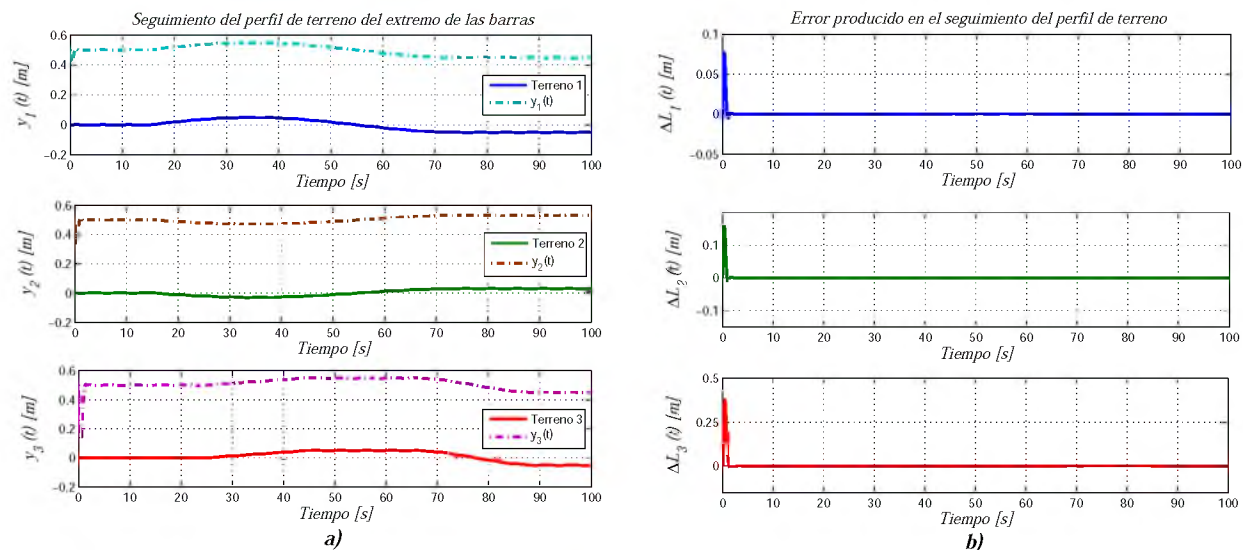 Seguimiento del perfil de terreno del extremo de las barras
0.6
0.4
0.2
0
−0.2
y1 (t) [m]
Terreno 1
y1(t)
0 10 20 30 40 50 60 70 80 90 100
Tiempo [s]
0.6
0.4
0.2
0
−0.2
y2 (t) [m]
Terreno 2
y2(t)
0 10 20 30 40 50 60 70 80 90 100
Tiempo [s]
0.6
0.4
0.2
0
−0.2
y3 (t) [m]
Terreno 3
y3(t)
0 10 20 30 40 50 60 70 80 90 100
Tiempo [s]
a)
Error producido en el seguimiento del perfil de terreno
0.1
0.05
0
−0.05
ΔL1 (t) [m]
0 10 20 30 40 50 60 70 80 90 100
Tiempo [s]
0.1
0
−0.1
ΔL2 (t) [m]
0 10 20 30 40 50 60 70 80 90 100
Tiempo [s]
0.5
0.25
0
ΔL3 (t) [m]
0 10 20 30 40 50 60 70 80 90 100
Tiempo [s]
b)